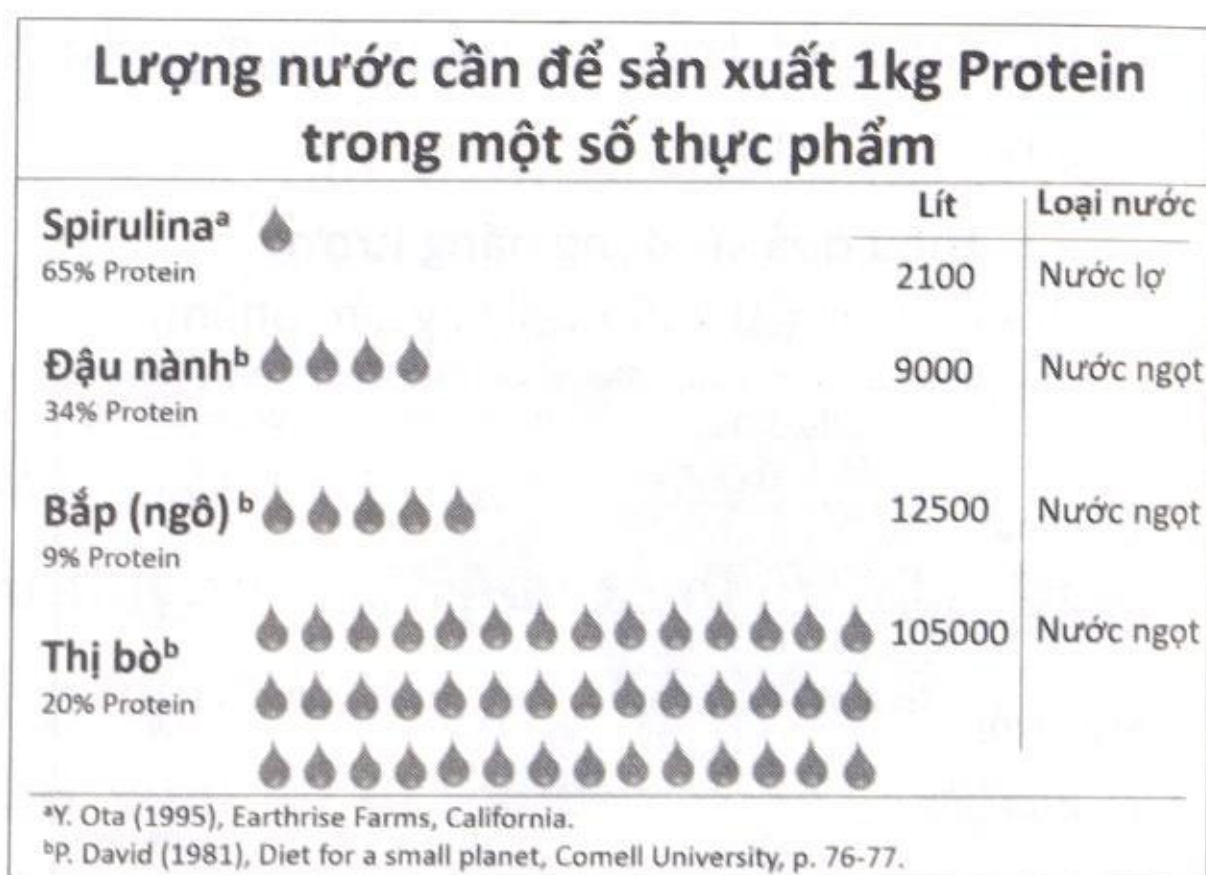 Lượng nước cần để sản xuất 1kg Protein
trong một số thực phẩm
Lít Loại nước
Spirulinaᵃ
65% Protein
2100 Nước lợ
Đậu nànhᵇ 9000 Nước ngọt
34% Protein
Bắp (ngô) ᵇ 12500 Nước ngọt
9% Protein
Thị bòᵇ 105000 Nước ngọt
20% Protein
ᵃY. Ota (1995), Earthrise Farms, California.
ᵇP. David (1981), Diet for a small planet, Comell University, p. 76-77.